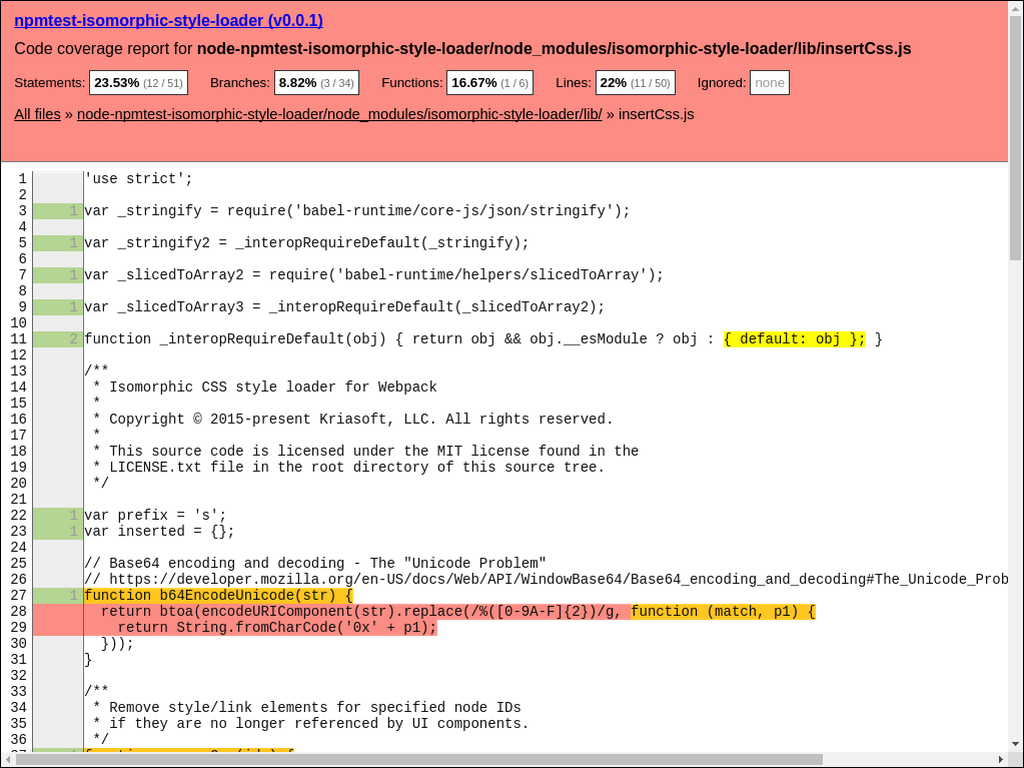 npmtest-isomorphic-style-loader (v0.0.1)
Code coverage report for node-npmtest-isomorphic-style-loader/node_modules/isomorphic-style-loader/lib/insertCss.js
Statements: 23.53% (12 / 51) Branches: 8.82% (3 / 34) Functions: 16.67% (1 / 6) Lines: 22% (11 / 50) Ignored: none
All files » node-npmtest-isomorphic-style-loader/node_modules/isomorphic-style-loader/lib/ » insertCss.js
1 'use strict';
2
3 1 var _stringify = require('babel-runtime/core-js/json/stringify');
4
5 1 var _stringify2 = _interopRequireDefault(_stringify);
6
7 1 var _slicedToArray2 = require('babel-runtime/helpers/slicedToArray');
8
9 1 var _slicedToArray3 = _interopRequireDefault(_slicedToArray2);
10
11 2 function _interopRequireDefault(obj) { return obj && obj.__esModule ? obj : { default: obj }; }
12
13 /**
14 * Isomorphic CSS style loader for Webpack
15 *
16 * Copyright © 2015-present Kriasoft, LLC. All rights reserved.
17 *
18 * This source code is licensed under the MIT license found in the
19 * LICENSE.txt file in the root directory of this source tree.
20 */
21
22 1 var prefix = 's';
23 1 var inserted = {};
24
25 // Base64 encoding and decoding - The "Unicode Problem"
26 // https://developer.mozilla.org/en-US/docs/Web/API/WindowBase64/Base64_encoding_and_decoding#The_Unicode_Prob
27 1 function b64EncodeUnicode(str) {
28 return btoa(encodeURIComponent(str).replace(/%([0-9A-F]{2})/g, function (match, p1) {
29 return String.fromCharCode('0x' + p1);
30 }));
31 }
32
33 /**
34 * Remove style/link elements for specified node IDs
35 * if they are no longer referenced by UI components.
36 */